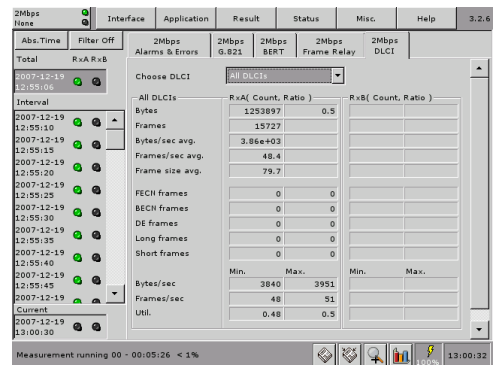 2Mbps
None
Interface Application Result Status Misc. Help 3.2.6
Abs.Time Filter Off
Total RxA RxB
2007-12-19
12:55:06
Interval
2007-12-19
12:55:10
2007-12-19
12:55:15
2007-12-19
12:55:20
2007-12-19
12:55:25
2007-12-19
12:55:30
2007-12-19
12:55:35
2007-12-19
12:55:40
2007-12-19
12:55:45
2007-12-19
Current
2007-12-19
13:00:30
2Mbps Alarms & Errors
2Mbps G.821
2Mbps BERT
2Mbps Frame Relay
2Mbps DLCI
Choose DLCI All DLCIs
All DLCIs RxA( Count, Ratio ) RxB( Count, Ratio )
Bytes 1253897 0.5
Frames 15727
Bytes/sec avg. 3.86e+03
Frames/sec avg. 48.4
Frame size avg. 79.7
FECN frames 0 0
BECN frames 0 0
DE frames 0 0
Long frames 0 0
Short frames 0 0
Min. Max. Min. Max.
Bytes/sec 3840 3951
Frames/sec 48 51
Util. 0.48 0.5
Measurement running 00 - 00:05:26 < 1% 100% 13:00:32